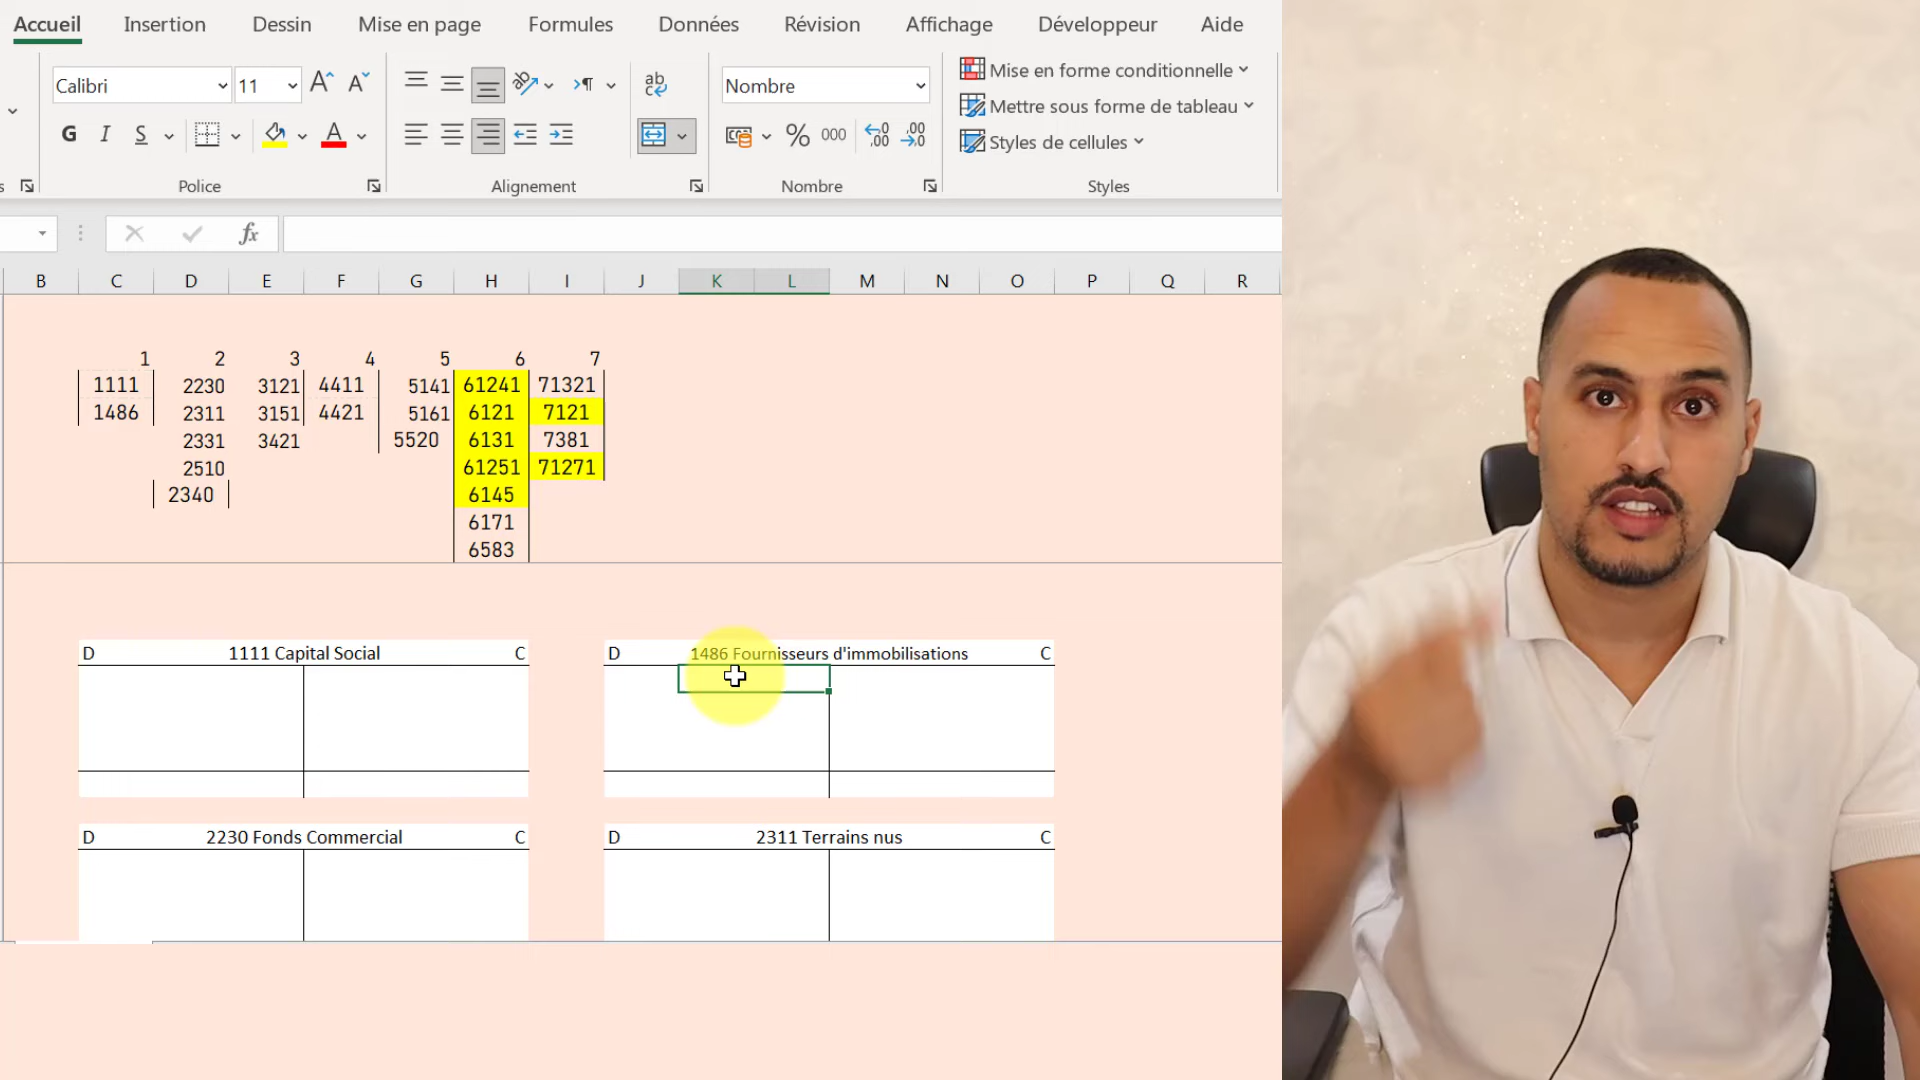 Accueil Insertion Dessin Mise en page Formules Données Révision Affichage Développeur Aide
Calibri 11 Nombre
Mise en forme conditionnelle
Mettre sous forme de tableau
G I S A % 000
Styles de cellules
s Police Alignement Nombre Styles
fx
B C D E F G H I J K L M N O P Q R
1 2 3 4 5 6 7
1111 2230 3121 4411 5141 61241 71321
1486 2311 3151 4421 5161 6121 7121
2331 3421 5520 6131 7381
2510 61251 71271
2340 6145
6171
6583
D 1111 Capital Social C
D 1486 Fournisseurs d'immobilisations C
D 2230 Fonds Commercial C
D 2311 Terrains nus C